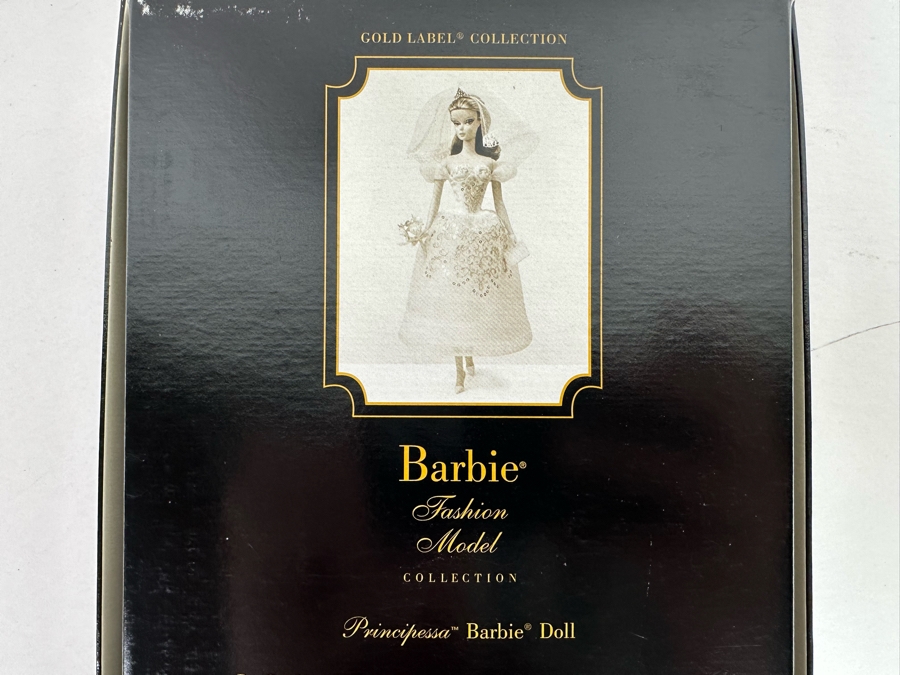 GOLD LABEL® COLLECTION
Barbie®
Fashion
Model
COLLECTION
Principessa™ Barbie® Doll